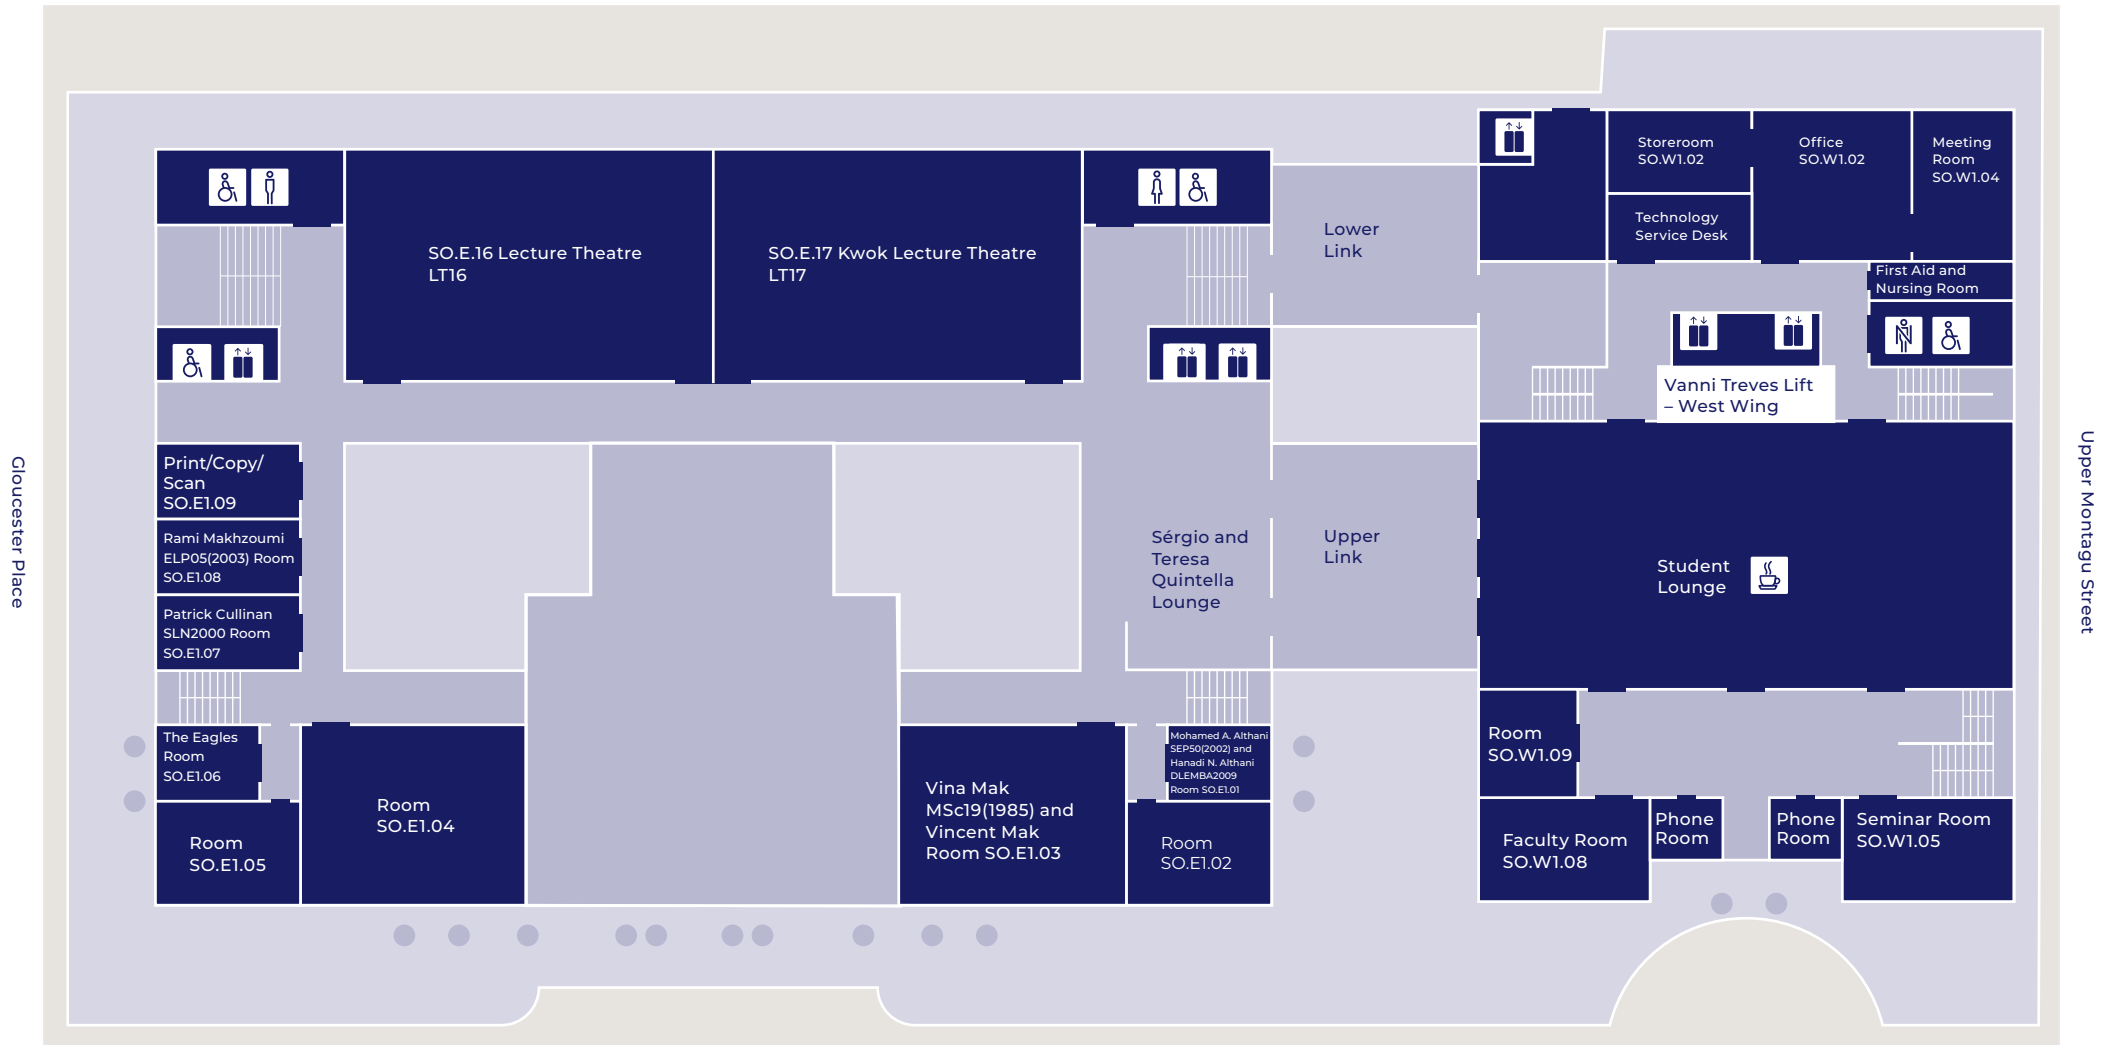 Gloucester Place
SO.E.16 Lecture Theatre
LT16
SO.E.17 Kwok Lecture Theatre
LT17
Lower
Link
Storeroom
SO.W1.02
Office
SO.W1.02
Meeting
Room
SO.W1.04
Technology
Service Desk
First Aid and
Nursing Room
Vanni Treves Lift
– West Wing
Print/Copy/
Scan
SO.E1.09
Rami Makhzoumi
ELP05(2003) Room
SO.E1.08
Patrick Cullinan
SLN2000 Room
SO.E1.07
Sérgio and
Teresa
Quintella
Lounge
Upper
Link
Student
Lounge
Upper Montagu Street
The Eagles
Room
SO.E1.06
Room
SO.E1.05
Room
SO.E1.04
Vina Mak
MSc19(1985) and
Vincent Mak
Room SO.E1.03
Mohamed A. Althani
SEP50(2002) and
Hanadi N. Althani
DLEMBA2009
Room SO.E1.01
Room
SO.E1.02
Room
SO.W1.09
Faculty Room
SO.W1.08
Phone
Room
Phone
Room
Seminar Room
SO.W1.05